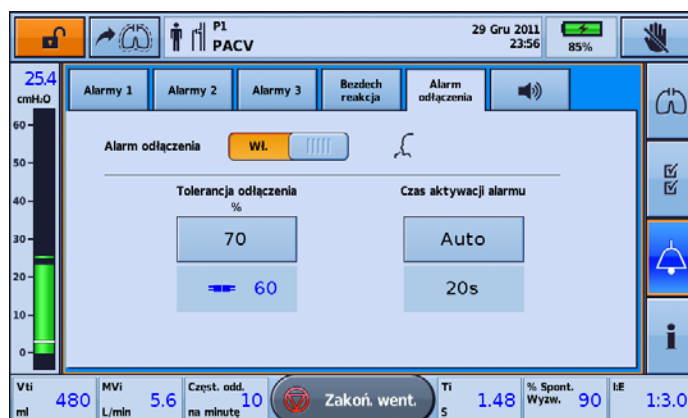 P1
PACV
29 Gru 2011
23:56
85%
25.4
cmH₂O
Alarmy 1
Alarmy 2
Alarmy 3
Bezdech
reakcja
Alarm
odłączenia
60
50
40
30
20
10
0
Alarm odłączenia
Wł.
Tolerancja odłączenia
%
Czas aktywacji alarmu
70
Auto
60
20s
Vti
480
ml
MVi
5.6
L/min
Częst. odd.
10
na minutę
Zakoń. went.
Ti
1.48
s
% Spont.
Wyzw.
90
I:E
1:3.0